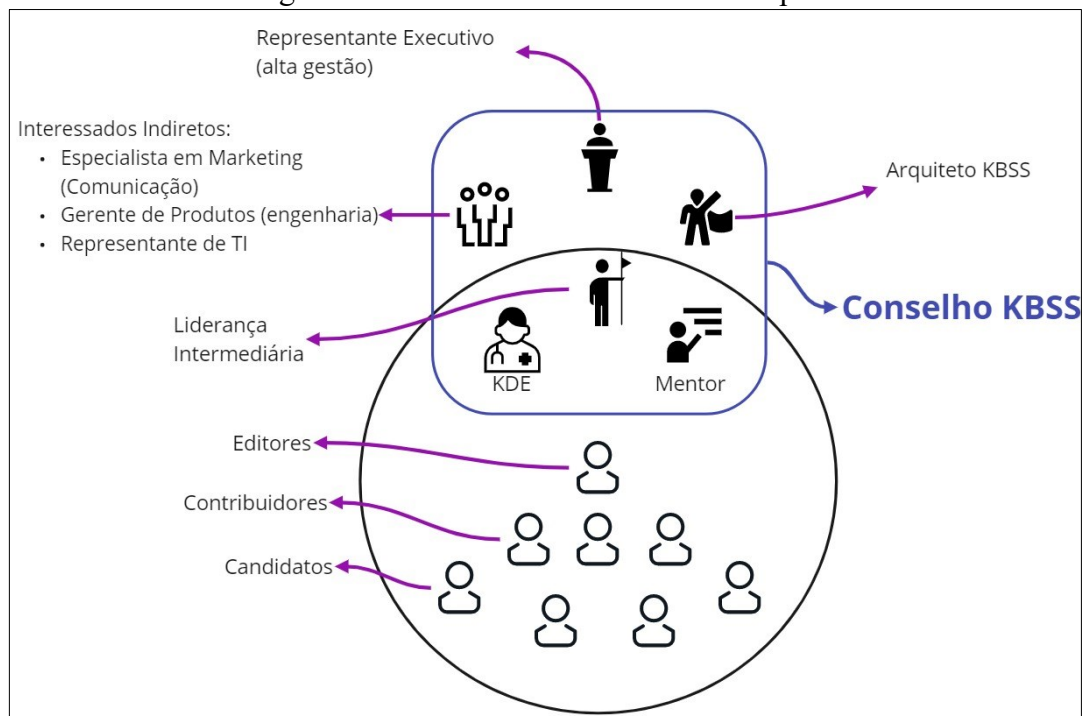 Representante Executivo
(alta gestão)
Interessados Indiretos:
• Especialista em Marketing
(Comunicação)
• Gerente de Produtos (engenharia)
• Representante de TI
Arquiteto KBSS
Conselho KBSS
Liderança
Intermediária
KDE
Mentor
Editores
Contribuidores
Candidatos